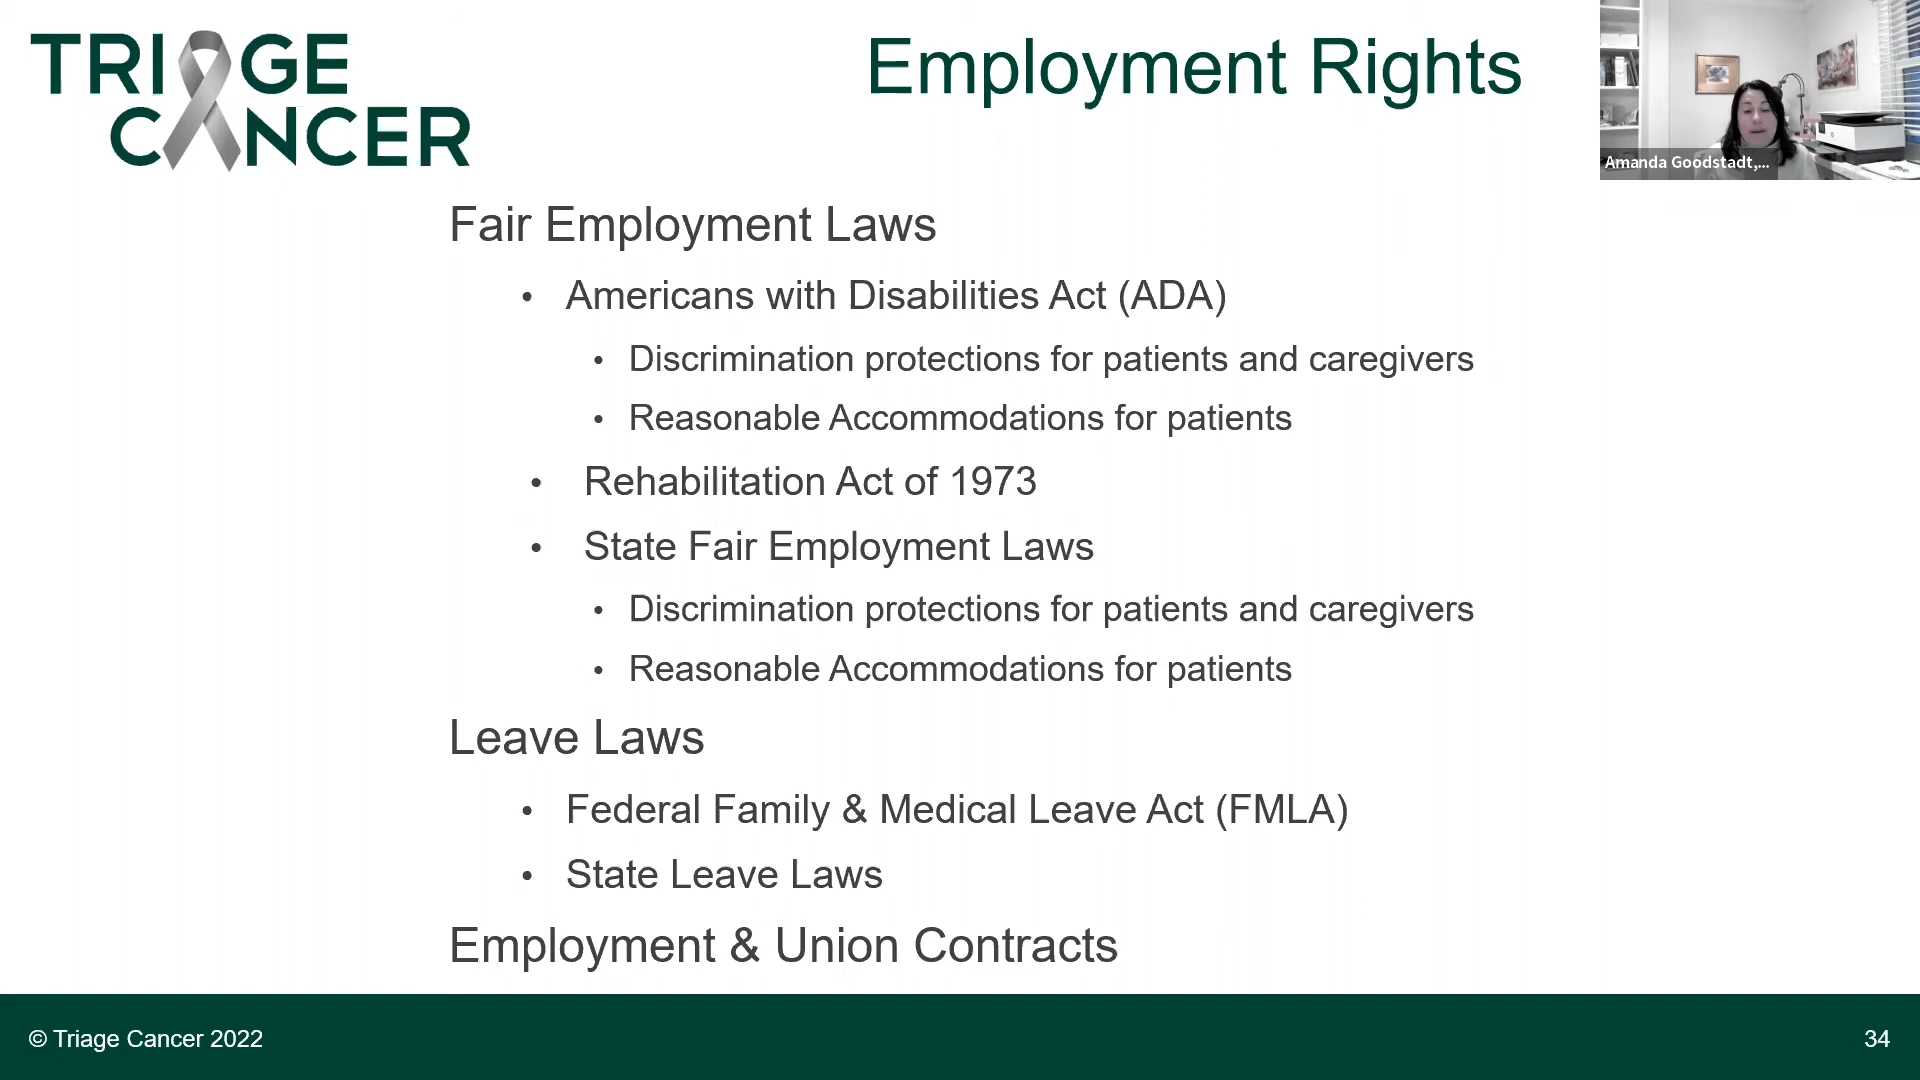 TRIAGE
CANCER
Employment Rights
Amanda Goodstadt,...
Fair Employment Laws
• Americans with Disabilities Act (ADA)
• Discrimination protections for patients and caregivers
• Reasonable Accommodations for patients
• Rehabilitation Act of 1973
• State Fair Employment Laws
• Discrimination protections for patients and caregivers
• Reasonable Accommodations for patients
Leave Laws
• Federal Family & Medical Leave Act (FMLA)
• State Leave Laws
Employment & Union Contracts
© Triage Cancer 2022
34